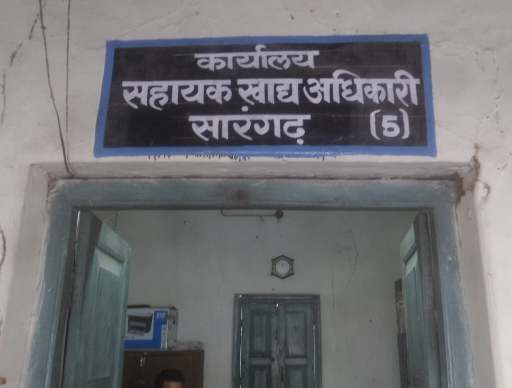 कार्यालय
सहायक खाद्य अधिकारी
सारंगढ़ (5)